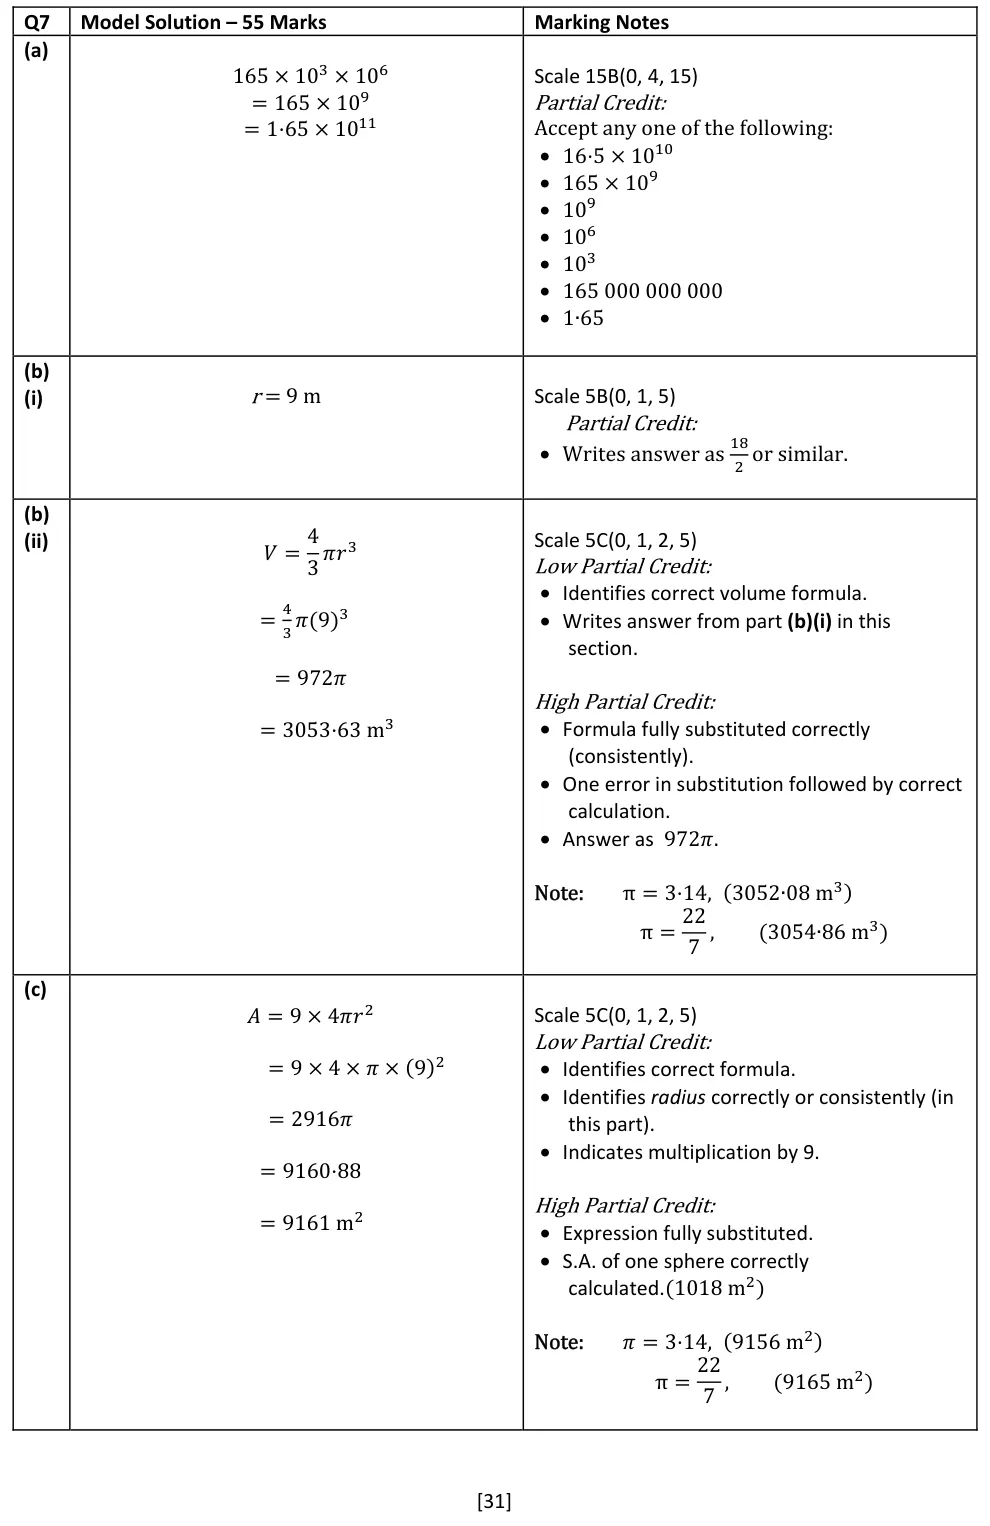 Q7 Model Solution – 55 Marks Marking Notes
(a)
165 × 10³ × 10⁶
= 165 × 10⁹
= 1·65 × 10¹¹
Scale 15B(0, 4, 15)
Partial Credit:
Accept any one of the following:
• 16·5 × 10¹⁰
• 165 × 10⁹
• 10⁹
• 10⁶
• 10³
• 165 000 000 000
• 1·65
(b)
(i)
r = 9 m
Scale 5B(0, 1, 5)
Partial Credit:
• Writes answer as 18/2 or similar.
(b)
(ii)
V = 4/3 πr³
= 4/3 π(9)³
= 972π
= 3053·63 m³
Scale 5C(0, 1, 2, 5)
Low Partial Credit:
• Identifies correct volume formula.
• Writes answer from part (b)(i) in this
section.
High Partial Credit:
• Formula fully substituted correctly
(consistently).
• One error in substitution followed by correct
calculation.
• Answer as 972π.
Note: π = 3·14, (3052·08 m³)
π = 22/7, (3054·86 m³)
(c)
A = 9 × 4πr²
= 9 × 4 × π × (9)²
= 2916π
= 9160·88
= 9161 m²
Scale 5C(0, 1, 2, 5)
Low Partial Credit:
• Identifies correct formula.
• Identifies radius correctly or consistently (in
this part).
• Indicates multiplication by 9.
High Partial Credit:
• Expression fully substituted.
• S.A. of one sphere correctly
calculated.(1018 m²)
Note: π = 3·14, (9156 m²)
π = 22/7, (9165 m²)
[31]